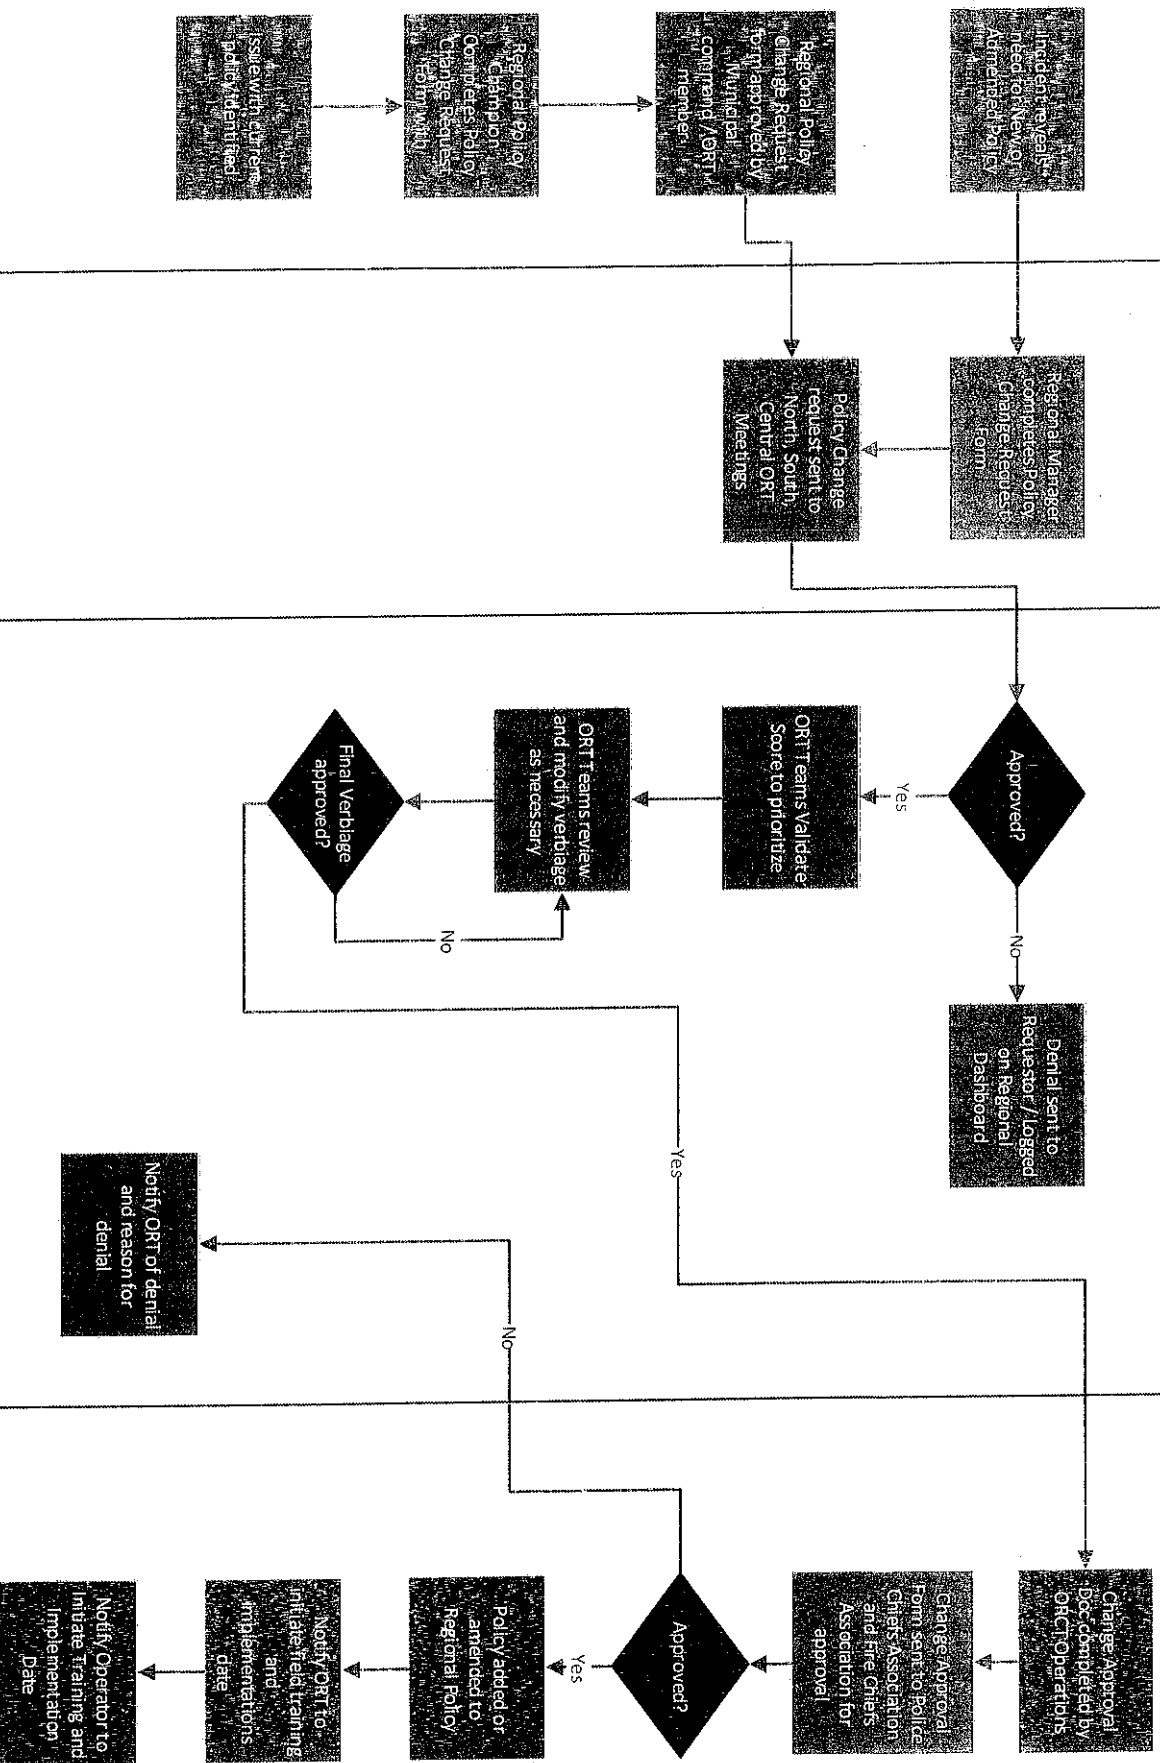 Incident reveals
need for New or
Admended Policy
Regional Policy
Change Request
form approved by
Municipal
command / ORT
member
Regional Policy
Champion
Completes Policy
Change Request
Form with
Issue with current
policy identified
Regional Manager
completes Policy
Change Request
Form
Policy Change
request sent to
North, South,
Central ORT
Meetings
Approved?
Yes
No
Denial sent to
Requestor / Logged
on Regional
Dashboard
ORT Teams Validate
Score to prioritize
ORT Teams review
and modify verbiage
as necessary
Final Verbiage
approved?
No
Yes
Notify ORT of denial
and reason for
denial
No
Change Approval
Doc completed by
Operations
Change Approval
Form sent to Police
Chiefs Association
and Fire Chiefs
Association for
approval
Approved?
Yes
Policy added or
amended to
Regional Policy
Notify ORT to
initiate field training
and
implementations
date
Notify Operator to
Initiate Training and
Implementation
Date